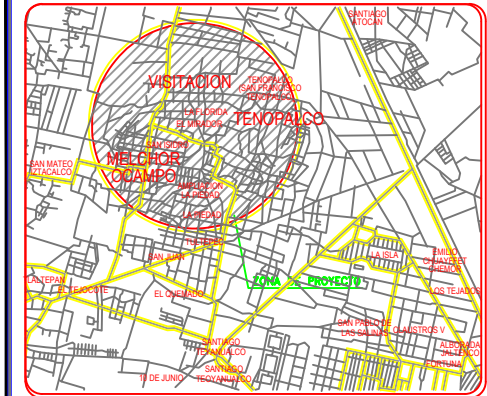 SANTIAGO
ATOCAN
VISITACION
TENOPALCO
(SAN FRANCISCO
TENOPALCO)
LA FLORIDA
TENOPALCO
EL MIRADOR
SAN ISIDRO
MELCHOR
OCAMPO
SAN MATEO
IZTACALCO
AMPLIACION
LA PIEDAD
LA PIEDAD
TULTEPEC
SAN JUAN
LA ISLA
EMILIO
CHUAYFFET
CHEMOR
TLALTEPAN
EL TEJOCOTE
ZONA DE PROYECTO
LOS TEJADOS
EL QUEMADO
SAN PABLO DE
LAS SALINAS
CLAUSTROS V
SANTIAGO
TEYAHUALCO
ALBORADA
JALTENCO
FORTUNA
SANTIAGO
TEOYAHUALCO
10 DE JUNIO